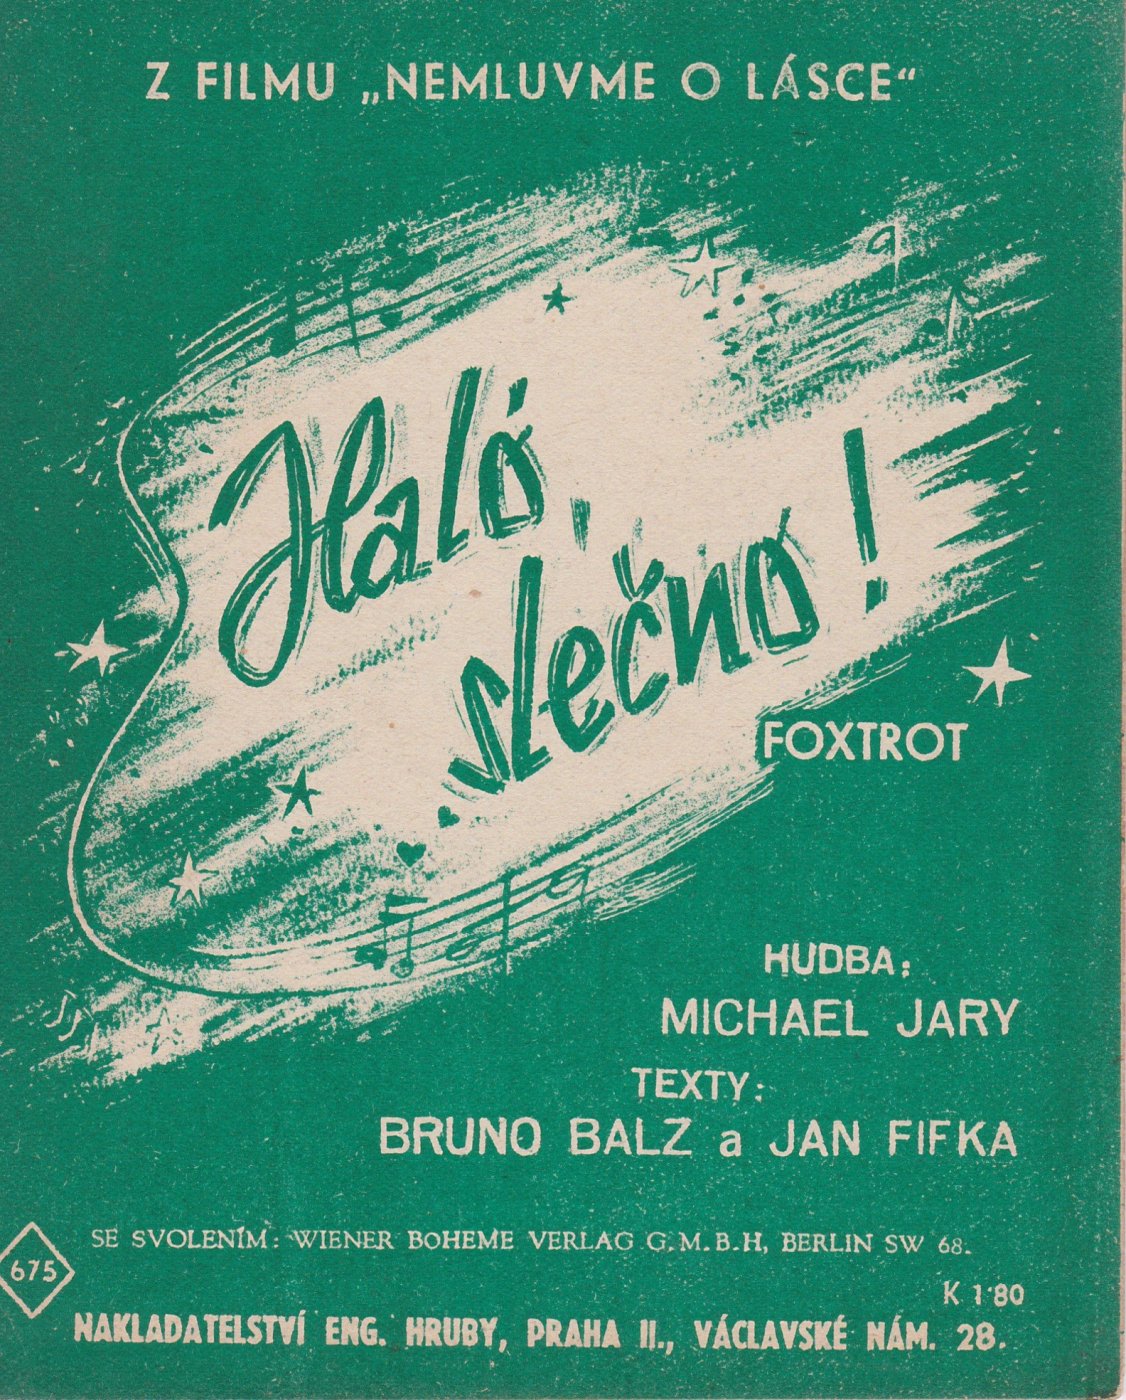 Z FILMU „NEMLUVME O LÁSCE“
Haló,
slečno!
FOXTROT
HUDBA:
MICHAEL JARY
TEXTY:
BRUNO BALZ a JAN FIFKA
SE SVOLENÍM: WIENER BOHEME VERLAG G.M.B.H, BERLIN SW 68.
675
K 1·80
NAKLADATELSTVÍ ENG. HRUBY, PRAHA II., VÁCLAVSKÉ NÁM. 28.